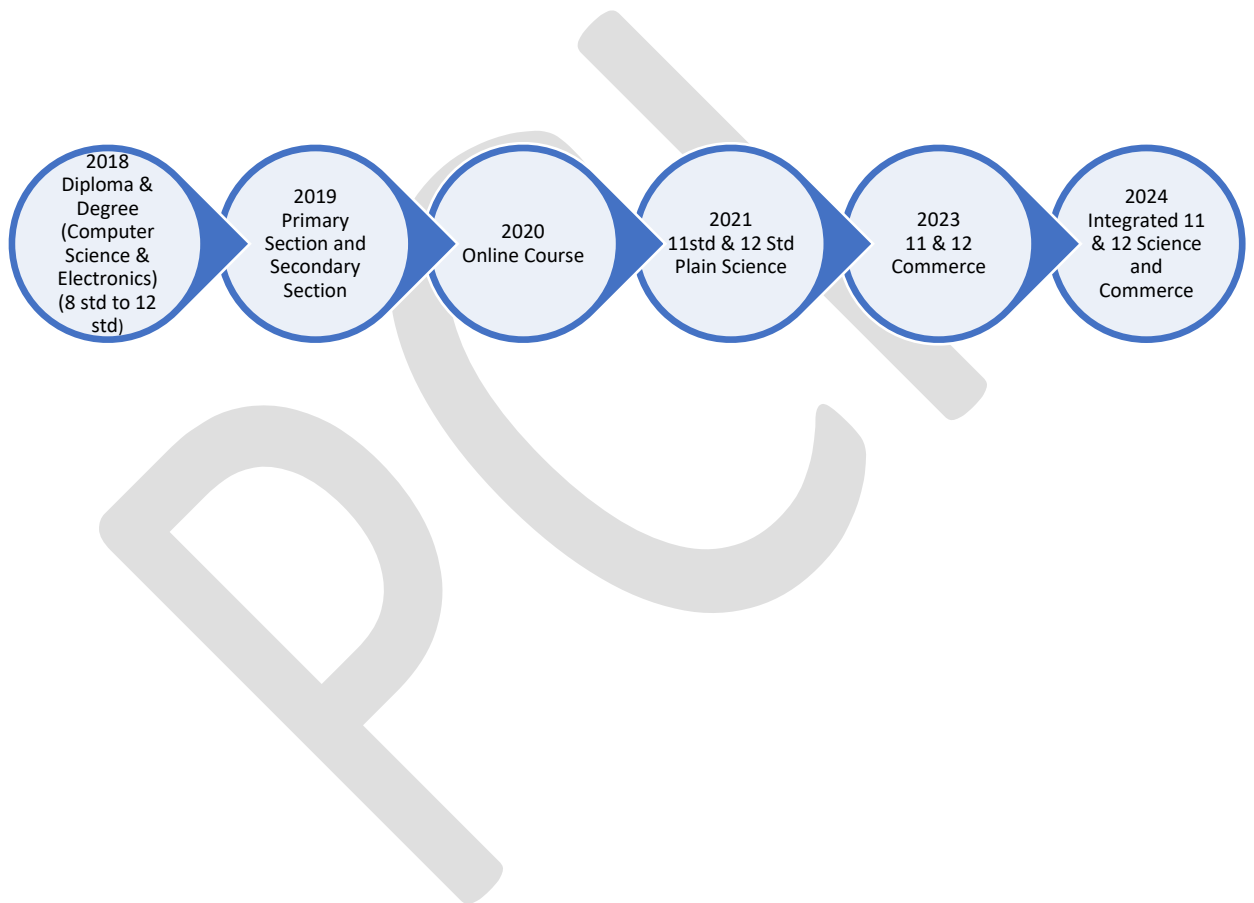 2018
Diploma &
Degree
(Computer
Science &
Electronics)
(8 std to 12
std)
2019
Primary
Section and
Secondary
Section
2020
Online Course
2021
11std & 12 Std
Plain Science
2023
11 & 12
Commerce
2024
Integrated 11
& 12 Science
and
Commerce
PCI